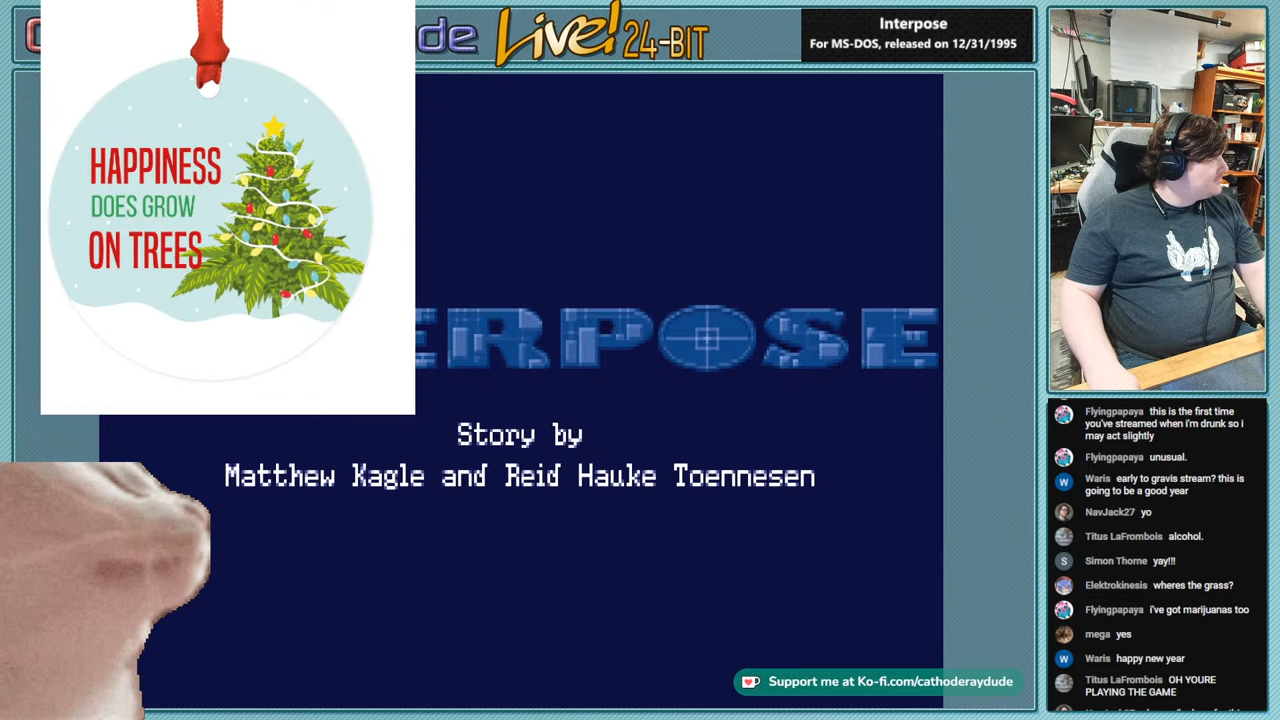 de Live! 24-BIT
Interpose
For MS-DOS, released on 12/31/1995
HAPPINESS
DOES GROW
ON TREES
ERPOSE
Story by
Matthew Kagle and Reid Hauke Toennesen
Support me at Ko-fi.com/cathoderaydude
Flyingpapaya this is the first time
you've streamed when i'm drunk so i
may act slightly
Flyingpapaya unusual.
W
Waris early to gravis stream? this is
going to be a good year
NavJack27 yo
Titus LaFrombois alcohol.
S
Simon Thorne yay!!!
Elektrokinesis wheres the grass?
Flyingpapaya i've got marijuanas too
mega yes
W
Waris happy new year
Titus LaFrombois OH YOURE
PLAYING THE GAME